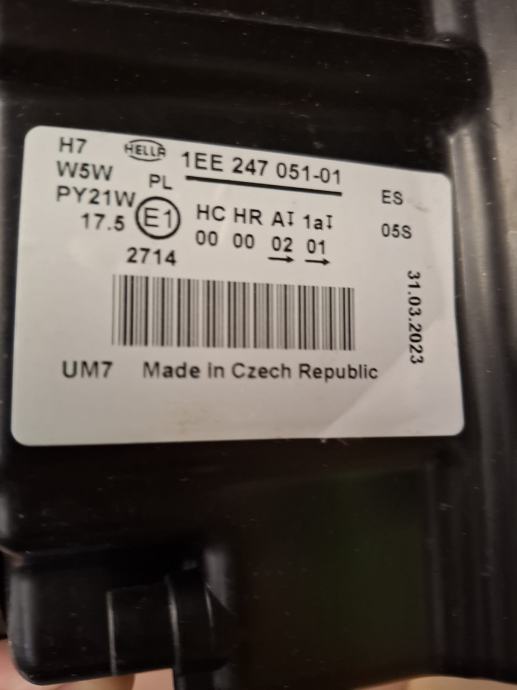 H7 HELLA 1EE 247 051-01
W5W PL ES
PY21W E1 HC HR A 1a 05S
17.5 00 00 02 01
2714
31.03.2023
UM7 Made In Czech Republic